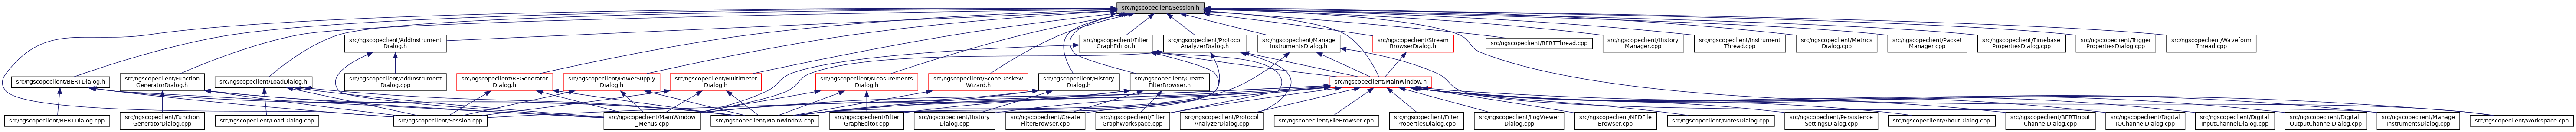 src/ngscopeclient/Session.h
src/ngscopeclient/AddInstrument
Dialog.h
src/ngscopeclient/Filter
GraphEditor.h
src/ngscopeclient/Protocol
AnalyzerDialog.h
src/ngscopeclient/Manage
InstrumentsDialog.h
src/ngscopeclient/Stream
BrowserDialog.h
src/ngscopeclient/BERTThread.cpp
src/ngscopeclient/History
Manager.cpp
src/ngscopeclient/Instrument
Thread.cpp
src/ngscopeclient/Metrics
Dialog.cpp
src/ngscopeclient/Packet
Manager.cpp
src/ngscopeclient/Timebase
PropertiesDialog.cpp
src/ngscopeclient/Trigger
PropertiesDialog.cpp
src/ngscopeclient/Waveform
Thread.cpp
src/ngscopeclient/BERTDialog.h
src/ngscopeclient/Function
GeneratorDialog.h
src/ngscopeclient/LoadDialog.h
src/ngscopeclient/AddInstrument
Dialog.cpp
src/ngscopeclient/RFGenerator
Dialog.h
src/ngscopeclient/PowerSupply
Dialog.h
src/ngscopeclient/Multimeter
Dialog.h
src/ngscopeclient/Measurements
Dialog.h
src/ngscopeclient/ScopeDeskew
Wizard.h
src/ngscopeclient/History
Dialog.h
src/ngscopeclient/Create
FilterBrowser.h
src/ngscopeclient/MainWindow.h
src/ngscopeclient/BERTDialog.cpp
src/ngscopeclient/Function
GeneratorDialog.cpp
src/ngscopeclient/LoadDialog.cpp
src/ngscopeclient/Session.cpp
src/ngscopeclient/MainWindow
_Menus.cpp
src/ngscopeclient/MainWindow.cpp
src/ngscopeclient/Filter
GraphEditor.cpp
src/ngscopeclient/History
Dialog.cpp
src/ngscopeclient/Create
FilterBrowser.cpp
src/ngscopeclient/Filter
GraphWorkspace.cpp
src/ngscopeclient/Protocol
AnalyzerDialog.cpp
src/ngscopeclient/FileBrowser.cpp
src/ngscopeclient/Filter
PropertiesDialog.cpp
src/ngscopeclient/LogViewer
Dialog.cpp
src/ngscopeclient/NFDFile
Browser.cpp
src/ngscopeclient/NotesDialog.cpp
src/ngscopeclient/Persistence
SettingsDialog.cpp
src/ngscopeclient/AboutDialog.cpp
src/ngscopeclient/BERTInput
ChannelDialog.cpp
src/ngscopeclient/Digital
IOChannelDialog.cpp
src/ngscopeclient/Digital
InputChannelDialog.cpp
src/ngscopeclient/Digital
OutputChannelDialog.cpp
src/ngscopeclient/Manage
InstrumentsDialog.cpp
src/ngscopeclient/Workspace.cpp